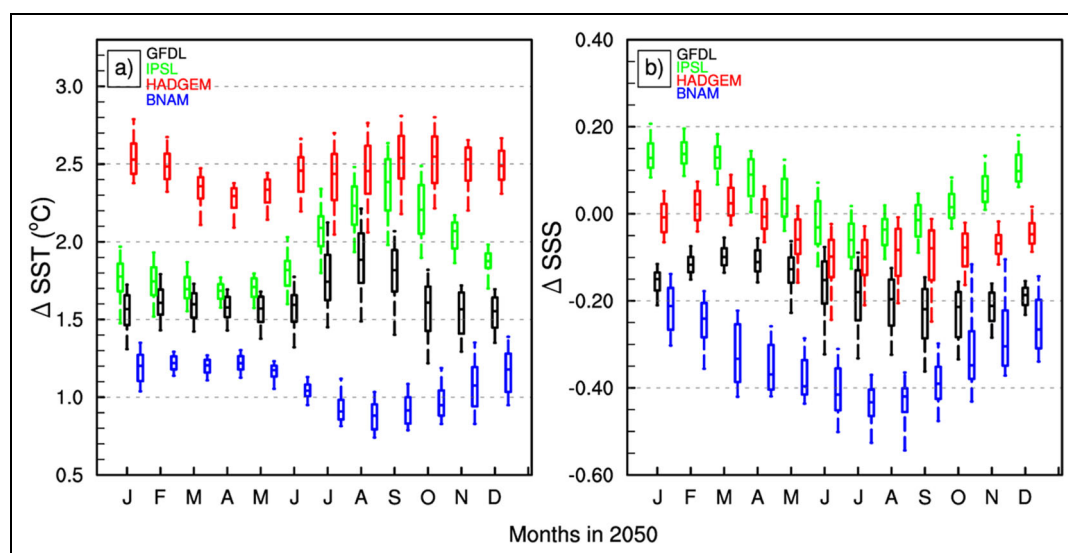 a)
GFDL
IPSL
HADGEM
BNAM
Δ SST (ºC)
3.0
2.5
2.0
1.5
1.0
0.5
J F M A M J J A S O N D
b)
GFDL
IPSL
HADGEM
BNAM
Δ SSS
0.40
0.20
0.00
-0.20
-0.40
-0.60
J F M A M J J A S O N D
Months in 2050